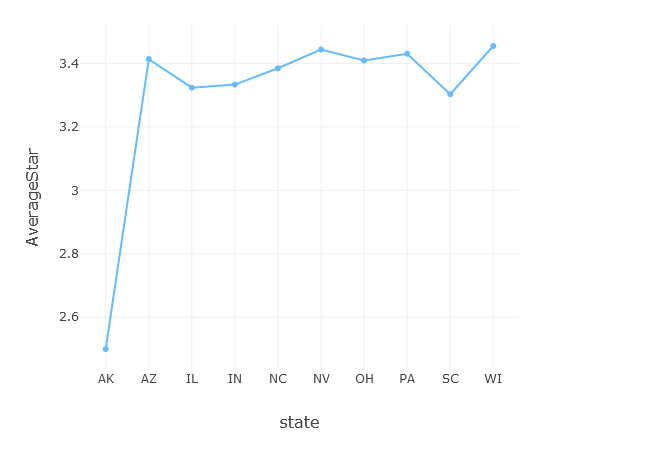 3.4
3.2
3
2.8
2.6
AverageStar
AK AZ IL IN NC NV OH PA SC WI
state